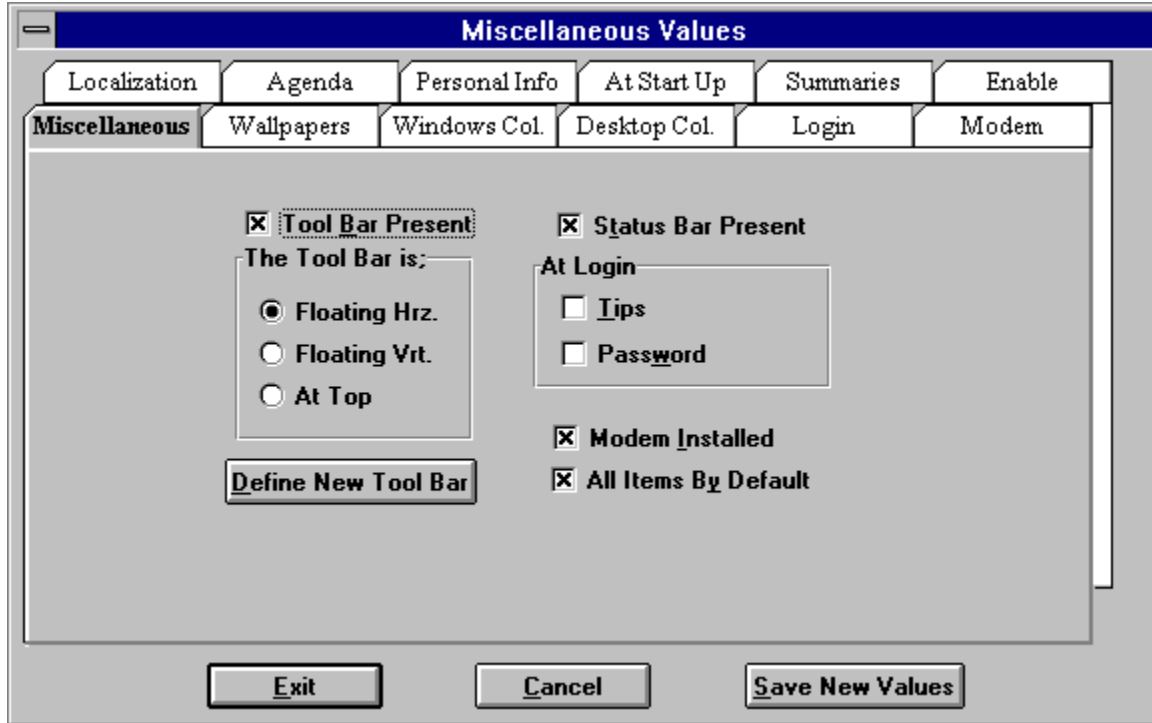 Miscellaneous Values
Localization Agenda Personal Info At Start Up Summaries Enable
Miscellaneous Wallpapers Windows Col. Desktop Col. Login Modem
Tool Bar Present Status Bar Present
The Tool Bar is; At Login
Floating Hrz. Tips
Floating Vrt. Password
At Top
Modem Installed
Define New Tool Bar All Items By Default
Exit Cancel Save New Values